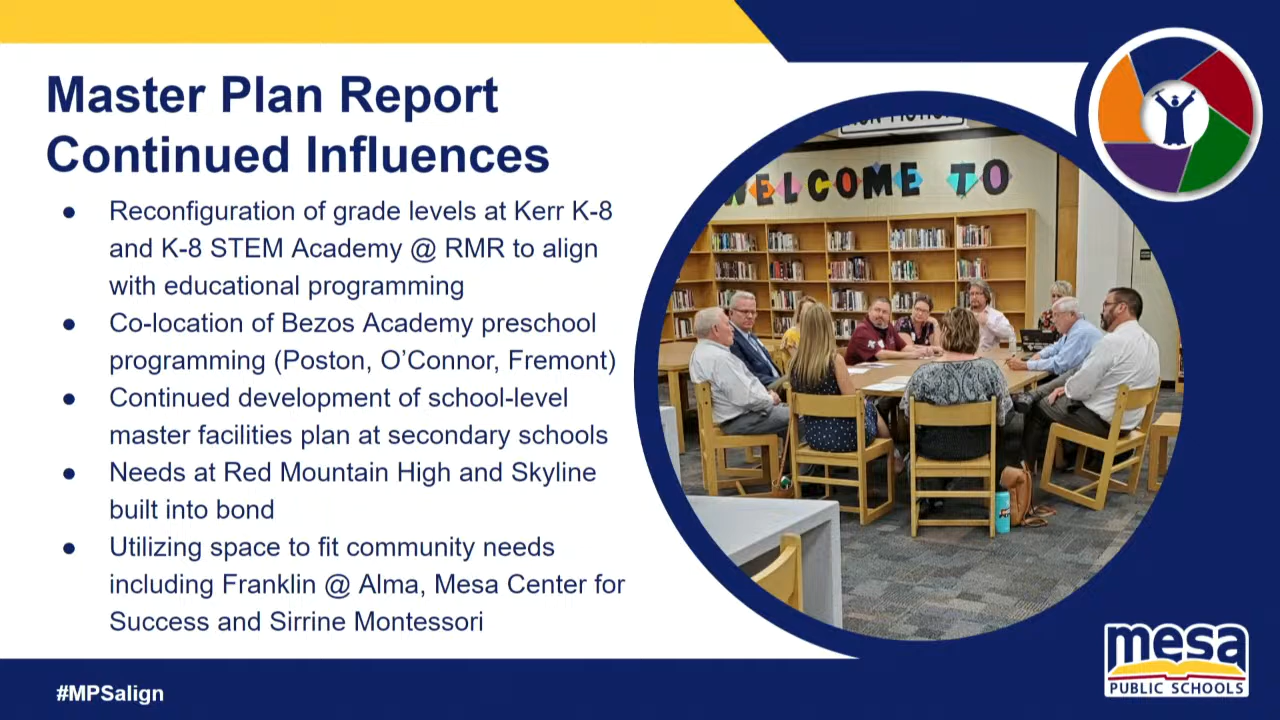 Master Plan Report
Continued Influences
● Reconfiguration of grade levels at Kerr K-8
and K-8 STEM Academy @ RMR to align
with educational programming
● Co-location of Bezos Academy preschool
programming (Poston, O’Connor, Fremont)
● Continued development of school-level
master facilities plan at secondary schools
● Needs at Red Mountain High and Skyline
built into bond
● Utilizing space to fit community needs
including Franklin @ Alma, Mesa Center for
Success and Sirrine Montessori
WELCOME TO
#MPSalign
mesa
PUBLIC SCHOOLS